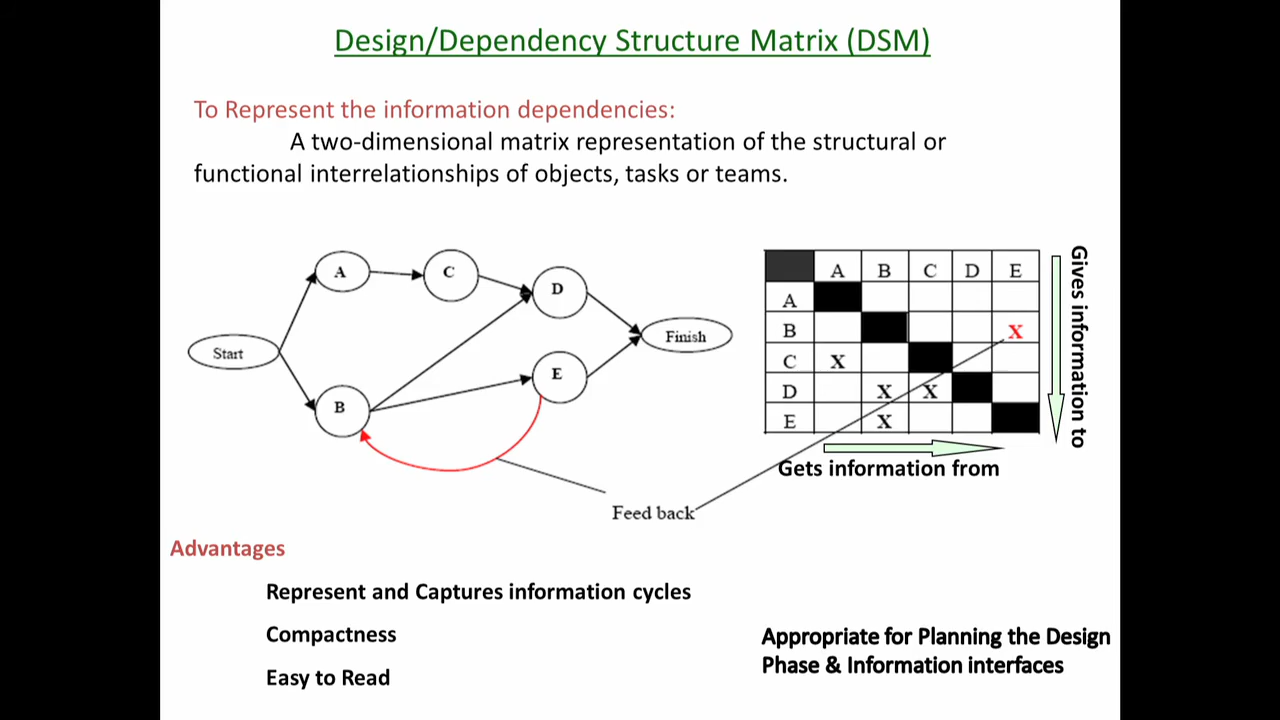 Design/Dependency Structure Matrix (DSM)
To Represent the information dependencies:
A two-dimensional matrix representation of the structural or
functional interrelationships of objects, tasks or teams.
Start
A
C
D
B
E
Finish
Feed back
A B C D E
A
B X
C X
D X X
E X
Gives information to
Gets information from
Advantages
Represent and Captures information cycles
Compactness
Easy to Read
Appropriate for Planning the Design
Phase & Information interfaces